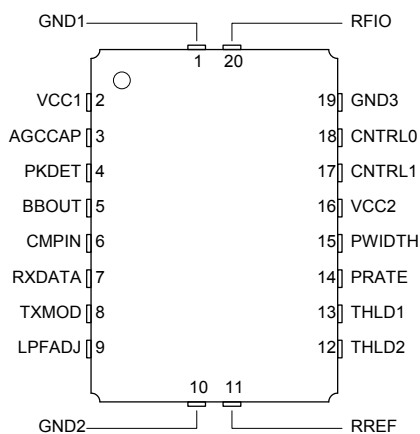 GND1 RFIO
1 20
VCC1 2 19 GND3
AGCCAP 3 18 CNTRL0
PKDET 4 17 CNTRL1
BBOUT 5 16 VCC2
CMPIN 6 15 PWIDTH
RXDATA 7 14 PRATE
TXMOD 8 13 THLD1
LPFADJ 9 12 THLD2
10 11
GND2 RREF